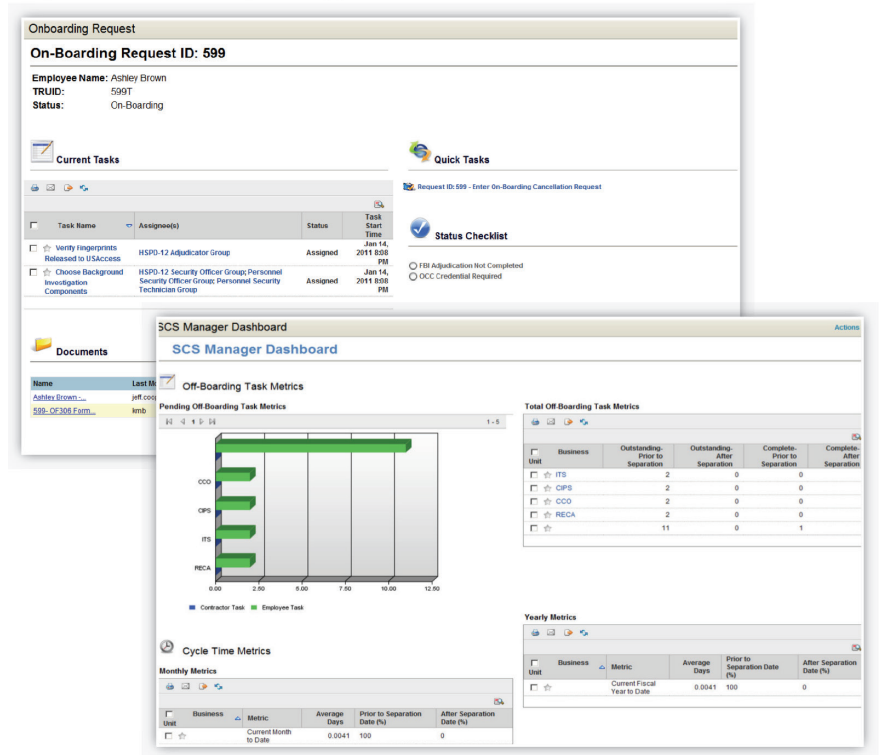 Onboarding Request
On-Boarding Request ID: 599
Employee Name: Ashley Brown
TRUID: 599T
Status: On-Boarding
Current Tasks
Task Name Assignee(s) Status Task Start Time
Verify Fingerprints Released to USAccess HSPD-12 Adjudicator Group Assigned Jan 14, 2011 8:08 PM
Choose Background Investigation Components HSPD-12 Security Officer Group; Personnel Security Officer Group; Personnel Security Technician Group Assigned Jan 14, 2011 8:08 PM
Quick Tasks
Request ID: 599 - Enter On-Boarding Cancellation Request
Status Checklist
FBI Adjudication Not Completed
OCC Credential Required
Documents
Name Last
Ashley Brown -...
599- OF306 Form... kmb
SCS Manager Dashboard Actions
SCS Manager Dashboard
Off-Boarding Task Metrics
Pending Off-Boarding Task Metrics
1 1 - 5
CCO
CIPS
ITS
RECA
0.00 2.50 5.00 7.50 10.00 12.50
Contractor Task Employee Task
Total Off-Boarding Task Metrics
Business Unit Outstanding- Prior to Separation Outstanding- After Separation Complete- Prior to Separation Complete- After Separation
ITS 2 0 0
CIPS 2 0 0
CCO 2 0 0
RECA 2 0 0
11 0 1
Cycle Time Metrics
Monthly Metrics
Business Unit Metric Average Days Prior to Separation Date (%) After Separation Date (%)
Current Month to Date 0.0041 100 0
Yearly Metrics
Business Unit Metric Average Days Prior to Separation Date (%) After Separation Date (%)
Current Fiscal Year to Date 0.0041 100 0